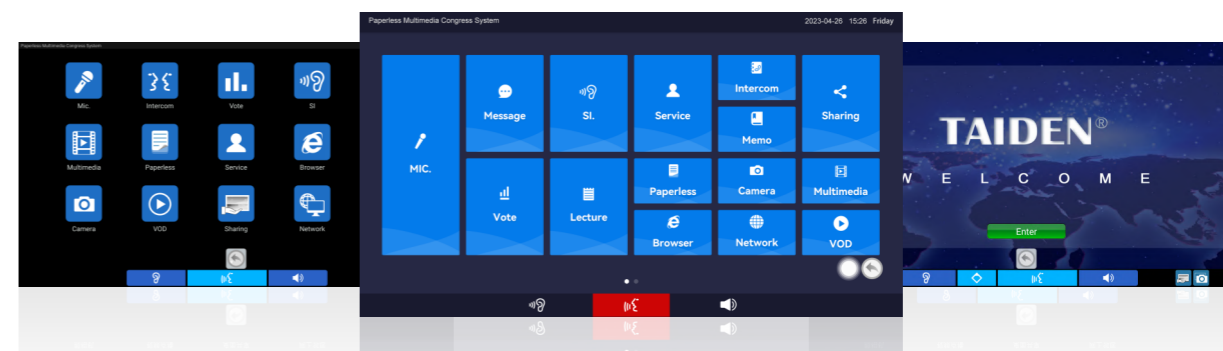 Paperless Multimedia Congress System
Mic.
Intercom
Vote
SI
Multimedia
Paperless
Service
Browser
Camera
VOD
Sharing
Network
Paperless Multimedia Congress System
2023-04-26 15:26 Friday
MIC.
Message
SI.
Service
Intercom
Memo
Sharing
Vote
Lecture
Paperless
Camera
Multimedia
Browser
Network
VOD
TAIDEN®
WELCOME
Enter